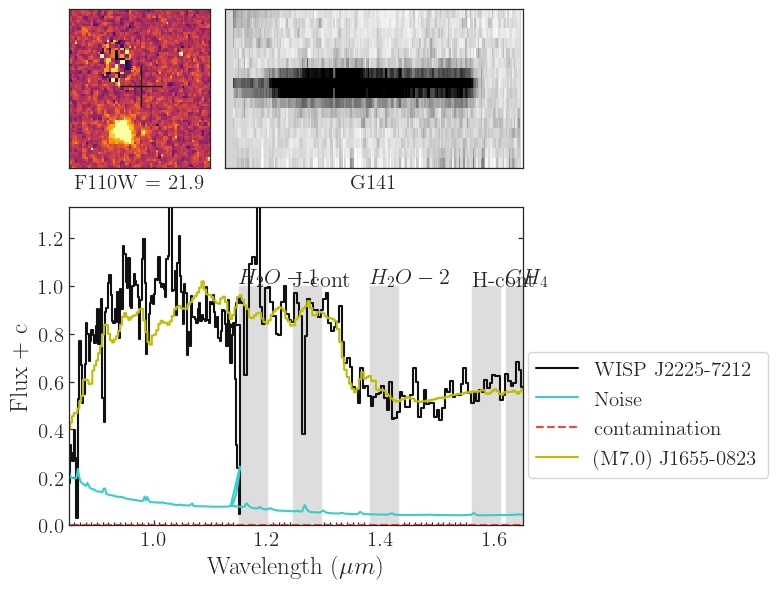 F110W = 21.9
G141
Flux + c
1.2
1.0
0.8
0.6
0.4
0.2
0.0
H₂O − 1
J-cont
H₂O − 2
H-cont
CH₄
WISP J2225-7212
Noise
contamination
(M7.0) J1655-0823
1.0
1.2
1.4
1.6
Wavelength (μm)